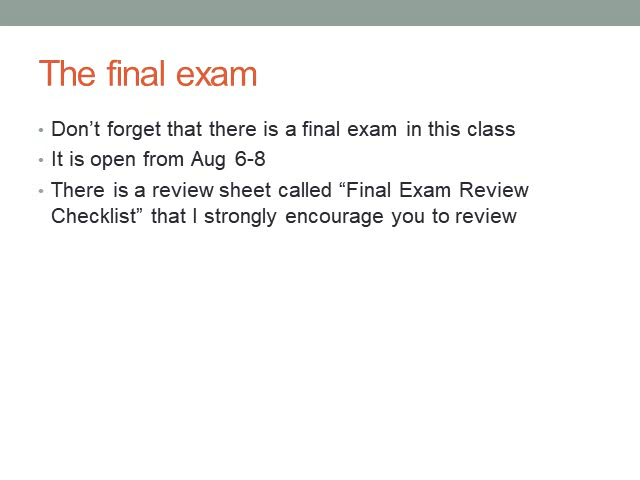 The final exam
• Don’t forget that there is a final exam in this class
• It is open from Aug 6-8
• There is a review sheet called “Final Exam Review
Checklist” that I strongly encourage you to review